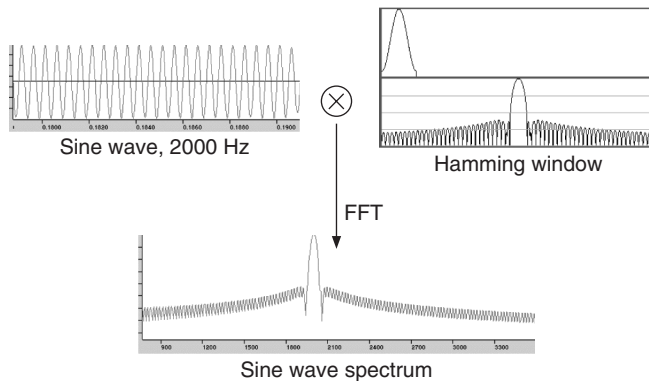 0.1800 0.1820 0.1840 0.1860 0.1880 0.1900
Sine wave, 2000 Hz
Hamming window
FFT
900 1200 1500 1800 2100 2400 2700 3000 3300
Sine wave spectrum